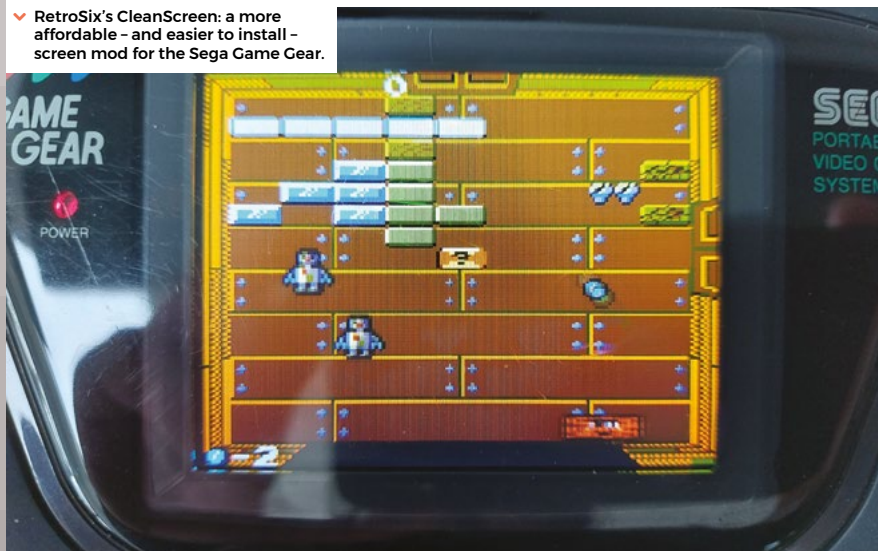 RetroSix’s CleanScreen: a more
affordable – and easier to install –
screen mod for the Sega Game Gear.
0
GAME
GEAR
POWER
SEG
PORTAB
VIDEO G
SYSTEM
-2